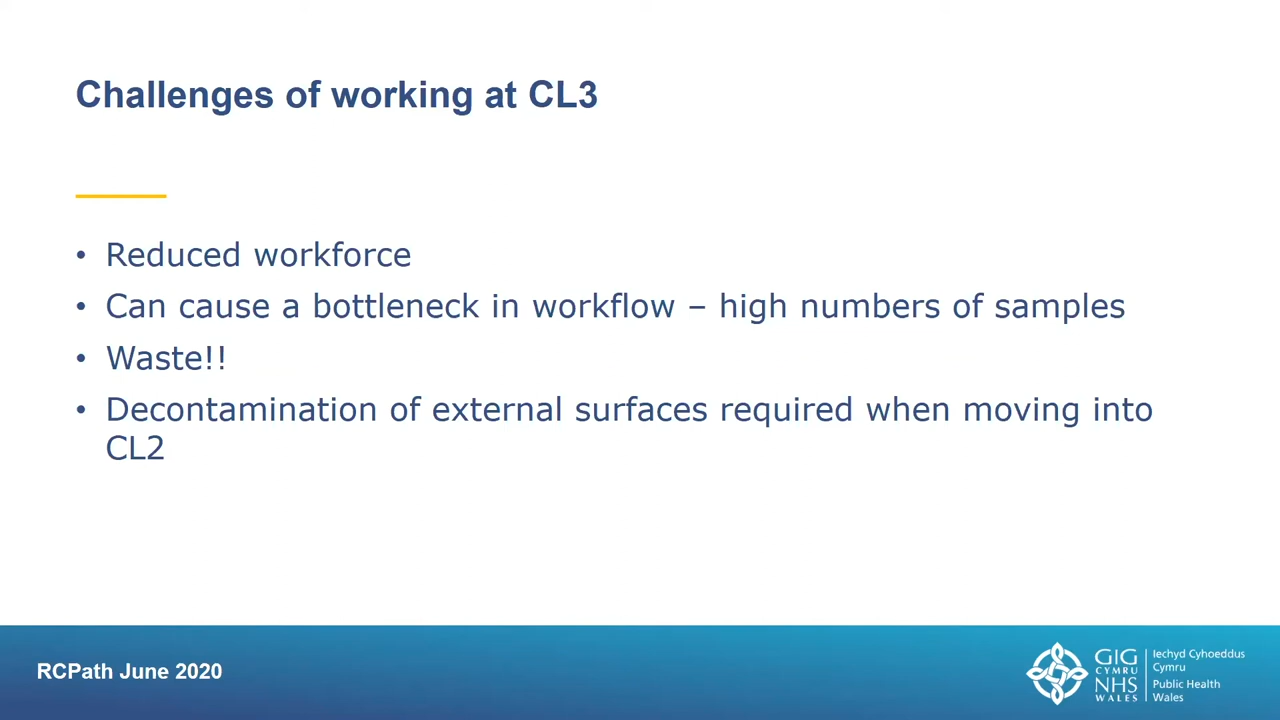 Challenges of working at CL3
• Reduced workforce
• Can cause a bottleneck in workflow – high numbers of samples
• Waste!!
• Decontamination of external surfaces required when moving into
CL2
RCPath June 2020
GIG
CYMRU
NHS
WALES
Iechyd Cyhoeddus
Cymru
Public Health
Wales